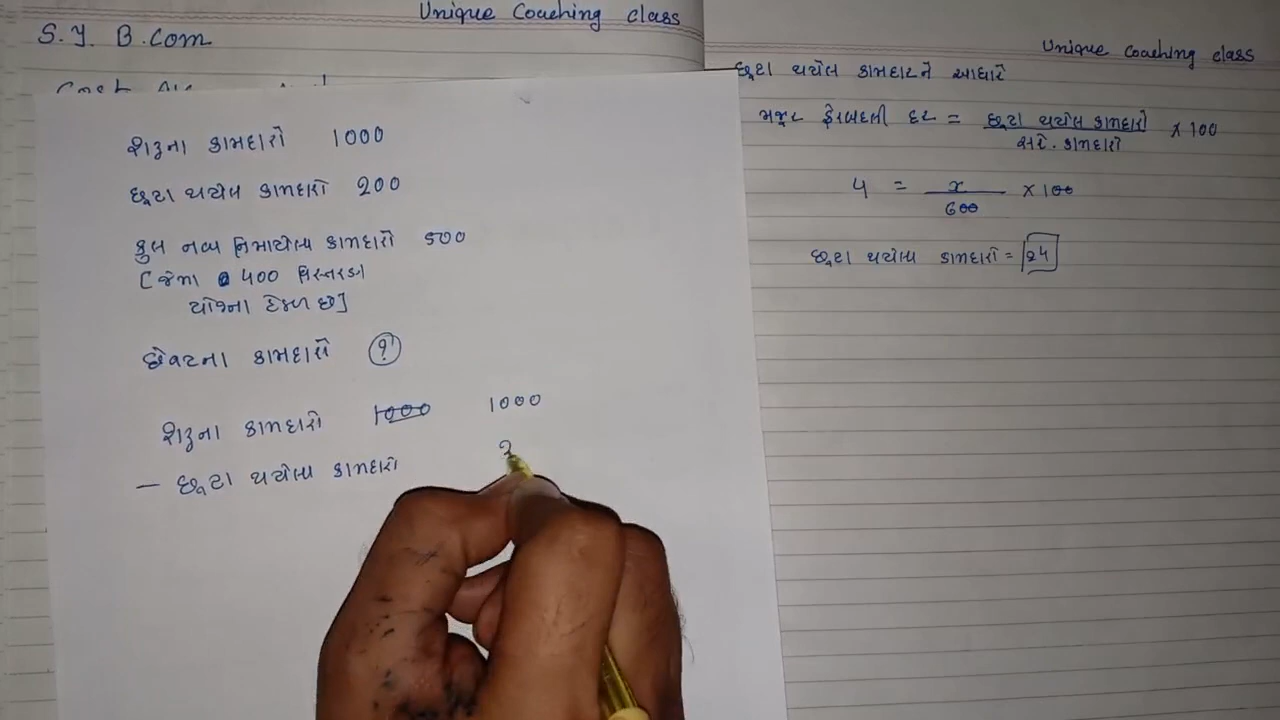 Unique Coaching class
S.Y. B.Com
શરૂના કામદારો 1000
છૂટા થયેલ કામદારો 200
કુલ નવા નિમાયેલા કામદારો 500
[જેમાં 400 વિસ્તરણ
યોજના હેઠળ છે]
છેવટના કામદારો ?
શરૂના કામદારો 1000 1000
— છૂટા થયેલા કામદારો 2
Unique Coaching class
છૂટા થયેલ કામદારને આધારે
મજૂર ફેરબદલી દર = છૂટા થયેલ કામદારો × 100
સરે. કામદારો
4 = x × 100
600
છૂટા થયેલા કામદારો = 24